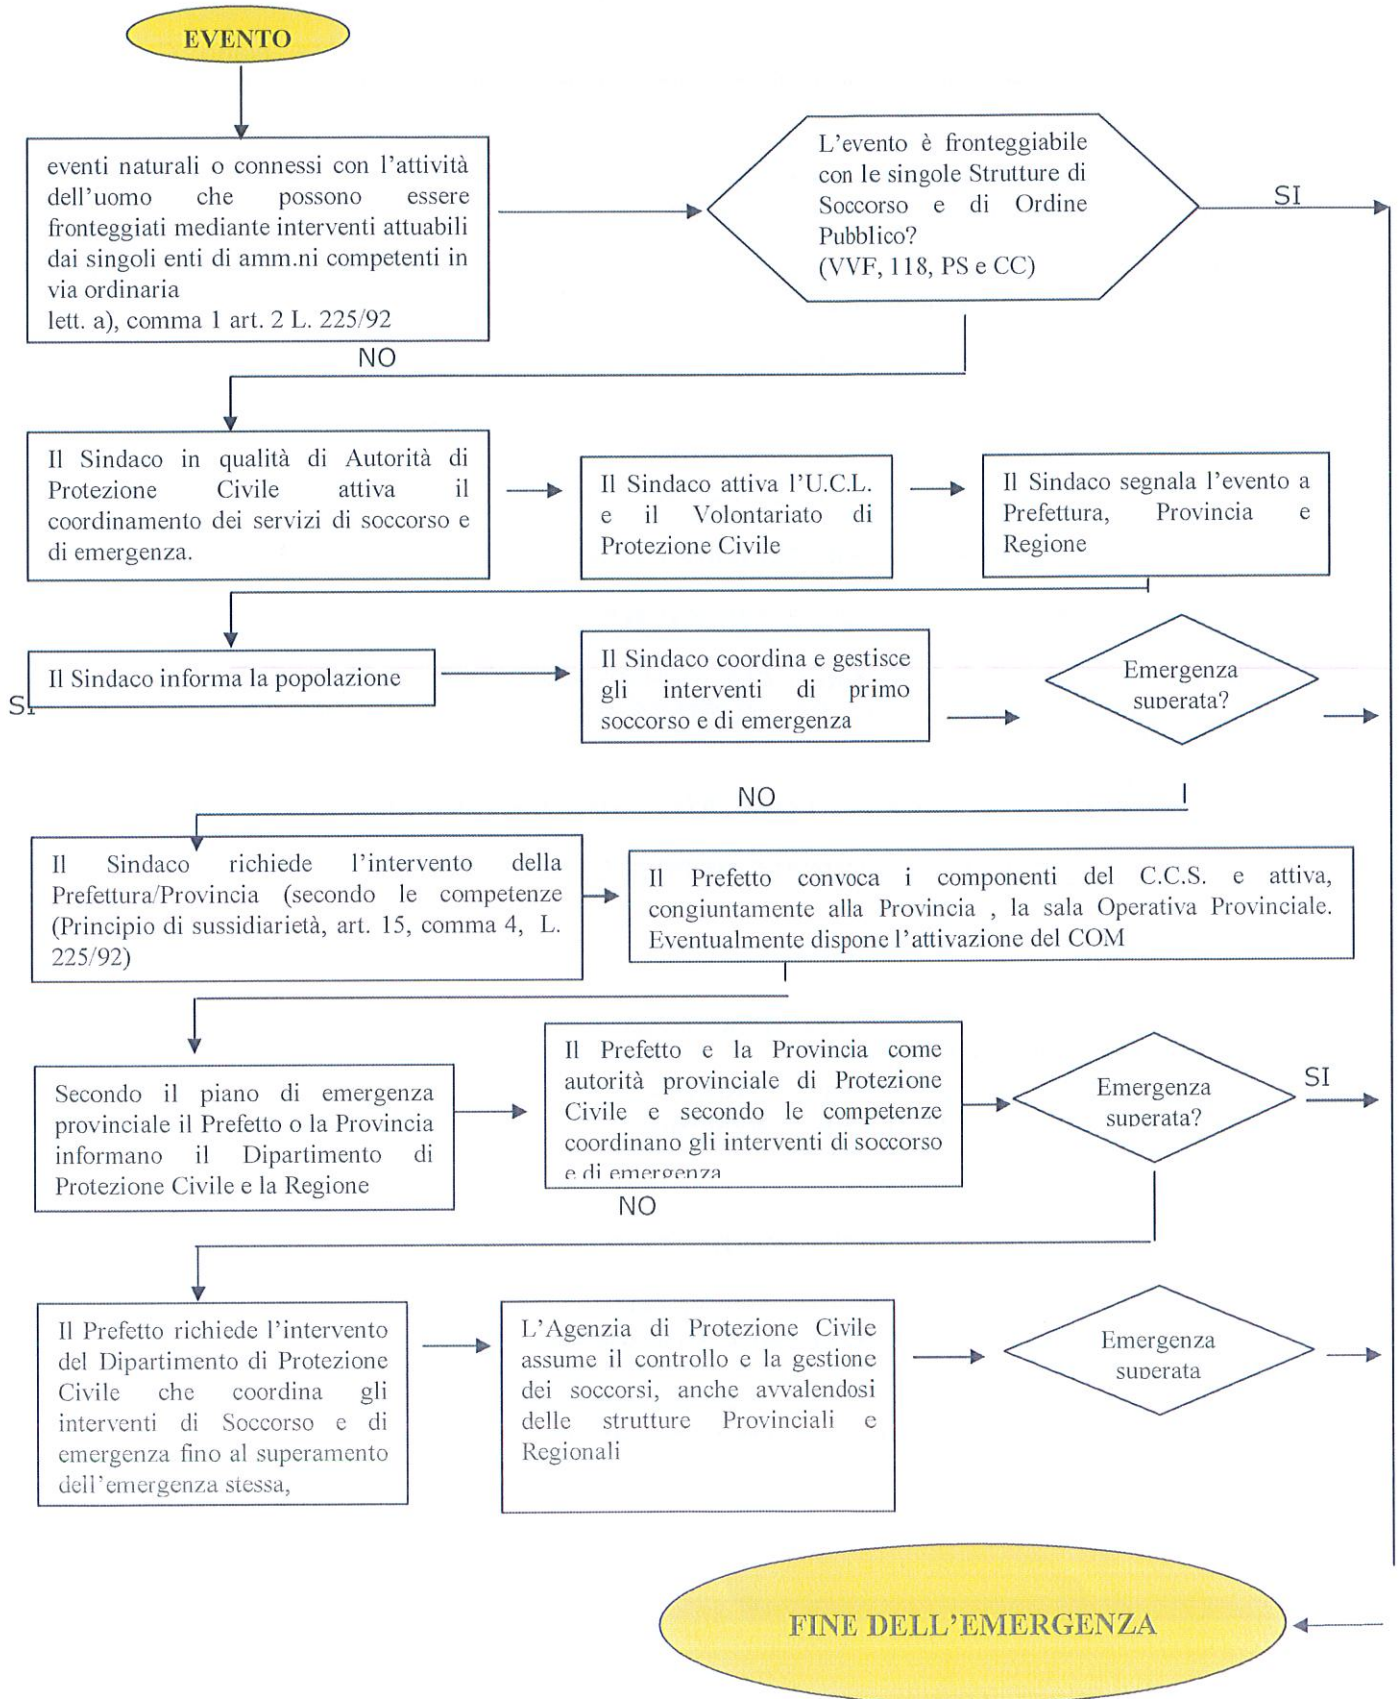 EVENTO
eventi naturali o connessi con l'attività
dell'uomo che possono essere
fronteggiati mediante interventi attuabili
dai singoli enti di amm.ni competenti in
via ordinaria
lett. a), comma 1 art. 2 L. 225/92
L'evento è fronteggiabile
con le singole Strutture di
Soccorso e di Ordine
Pubblico?
(VVF, 118, PS e CC)
SI
NO
Il Sindaco in qualità di Autorità di
Protezione Civile attiva il
coordinamento dei servizi di soccorso e
di emergenza.
Il Sindaco attiva l'U.C.L.
e il Volontariato di
Protezione Civile
Il Sindaco segnala l'evento a
Prefettura, Provincia e
Regione
Il Sindaco informa la popolazione
SI
Il Sindaco coordina e gestisce
gli interventi di primo
soccorso e di emergenza
Emergenza
superata?
NO
Il Sindaco richiede l'intervento della
Prefettura/Provincia (secondo le competenze
(Principio di sussidiarietà, art. 15, comma 4, L.
225/92)
Il Prefetto convoca i componenti del C.C.S. e attiva,
congiuntamente alla Provincia , la sala Operativa Provinciale.
Eventualmente dispone l'attivazione del COM
Secondo il piano di emergenza
provinciale il Prefetto o la Provincia
informano il Dipartimento di
Protezione Civile e la Regione
Il Prefetto e la Provincia come
autorità provinciale di Protezione
Civile e secondo le competenze
coordinano gli interventi di soccorso
e di emergenza
Emergenza
superata?
SI
NO
Il Prefetto richiede l'intervento
del Dipartimento di Protezione
Civile che coordina gli
interventi di Soccorso e di
emergenza fino al superamento
dell'emergenza stessa,
L'Agenzia di Protezione Civile
assume il controllo e la gestione
dei soccorsi, anche avvalendosi
delle strutture Provinciali e
Regionali
Emergenza
superata
FINE DELL'EMERGENZA